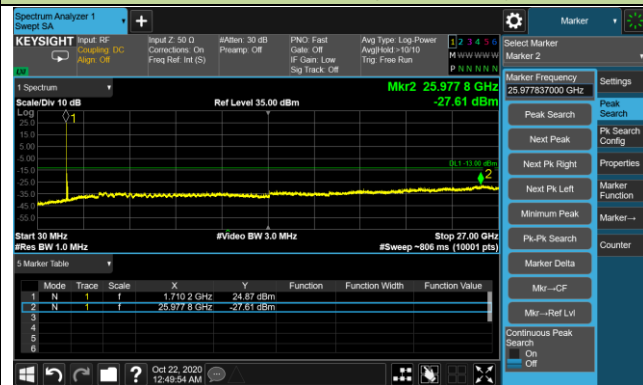 Spectrum Analyzer 1
Swept SA
+
Marker
KEYSIGHT
Input: RF
Coupling: DC
Align: Off
Input Z: 50 Ω
Corrections: On
Freq Ref: Int (S)
#Atten: 30 dB
Preamp: Off
PNO: Fast
Gate: Off
IF Gain: Low
Sig Track: Off
Avg Type: Log-Power
Avg|Hold:>10/10
Trig: Free Run
1 2 3 4 5 6
M W W W W W
P N N N N N
Select Marker
Marker 2
1 Spectrum
Mkr2 25.977 8 GHz
-27.61 dBm
Scale/Div 10 dB
Ref Level 35.00 dBm
Log
25.0
15.0
5.00
-5.00
-15.0
-25.0
-35.0
-45.0
-55.0
1
DL1 -13.00 dBm
2
Start 30 MHz
#Video BW 3.0 MHz
Stop 27.00 GHz
#Res BW 1.0 MHz
#Sweep ~806 ms (10001 pts)
5 Marker Table
Mode Trace Scale X Y Function Function Width Function Value
1 N 1 f 1.710 2 GHz 24.87 dBm
2 N 1 f 25.977 8 GHz -27.61 dBm
3
4
5
6
Marker Frequency
25.977837000 GHz
Peak Search
Next Peak
Next Pk Right
Next Pk Left
Minimum Peak
Pk-Pk Search
Marker Delta
Mkr→CF
Mkr→Ref Lvl
Continuous Peak
Search
On
Off
Settings
Peak
Search
Pk Search
Config
Properties
Marker
Function
Marker→
Counter
?
Oct 22, 2020
12:49:54 AM